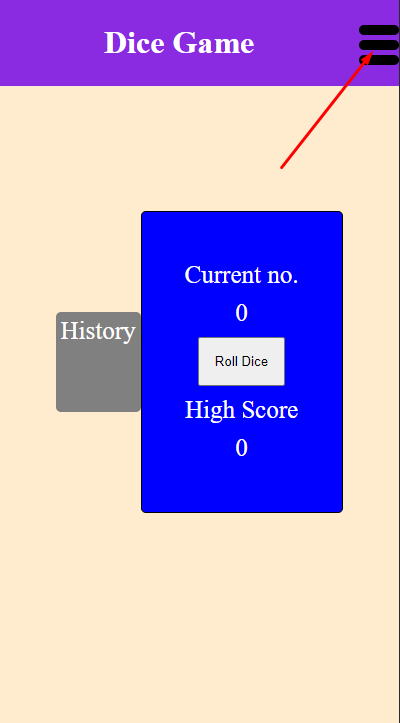 Dice Game
Current no.
0
History
Roll Dice
High Score
0